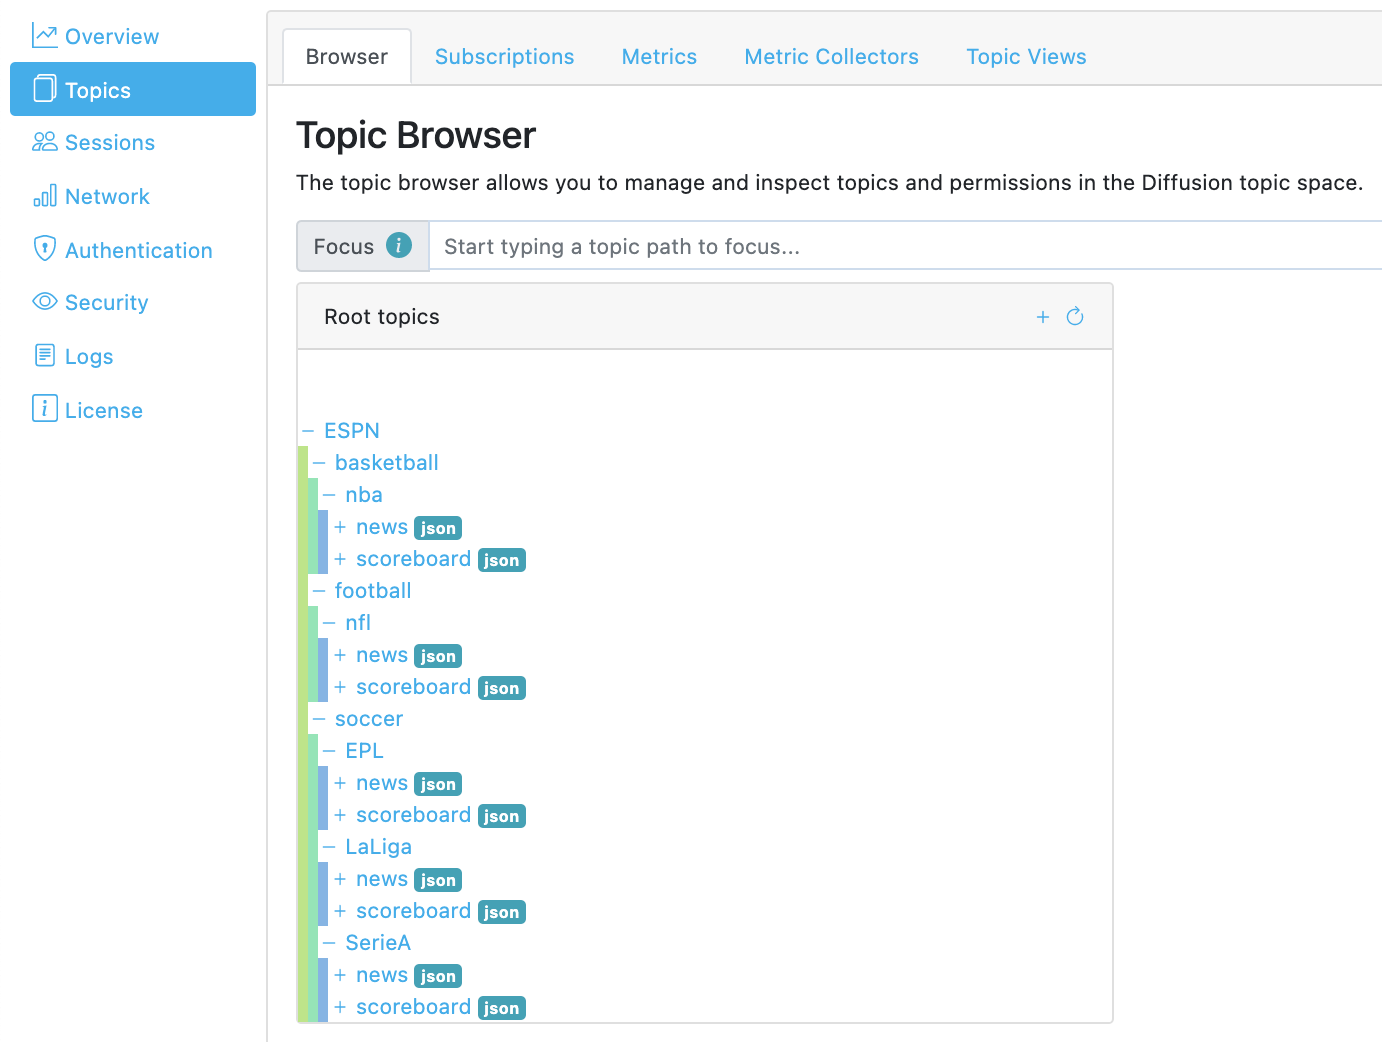 Overview
Topics
Sessions
Network
Authentication
Security
Logs
License
Browser Subscriptions Metrics Metric Collectors Topic Views
Topic Browser
The topic browser allows you to manage and inspect topics and permissions in the Diffusion topic space.
Focus i Start typing a topic path to focus...
Root topics +
– ESPN
– basketball
– nba
+ news json
+ scoreboard json
– football
– nfl
+ news json
+ scoreboard json
– soccer
– EPL
+ news json
+ scoreboard json
– LaLiga
+ news json
+ scoreboard json
– SerieA
+ news json
+ scoreboard json